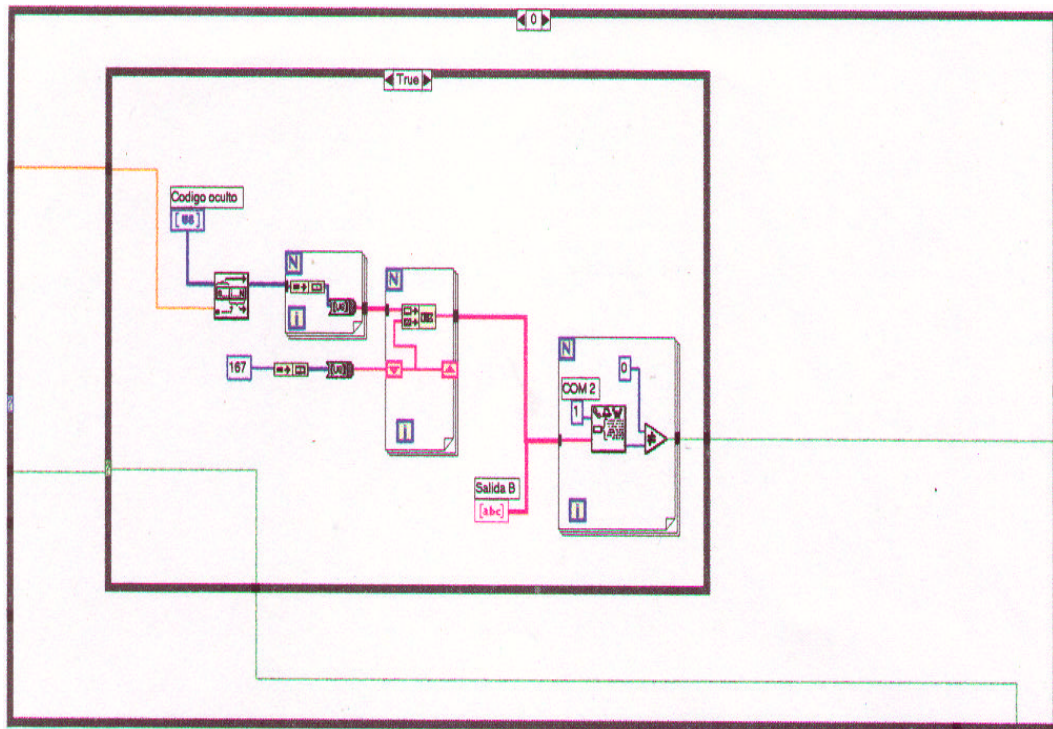 0
True
Codigo oculto
[U8]
N
i
N
167
i
N
0
COM 2
1
Salida B
[abc]
i